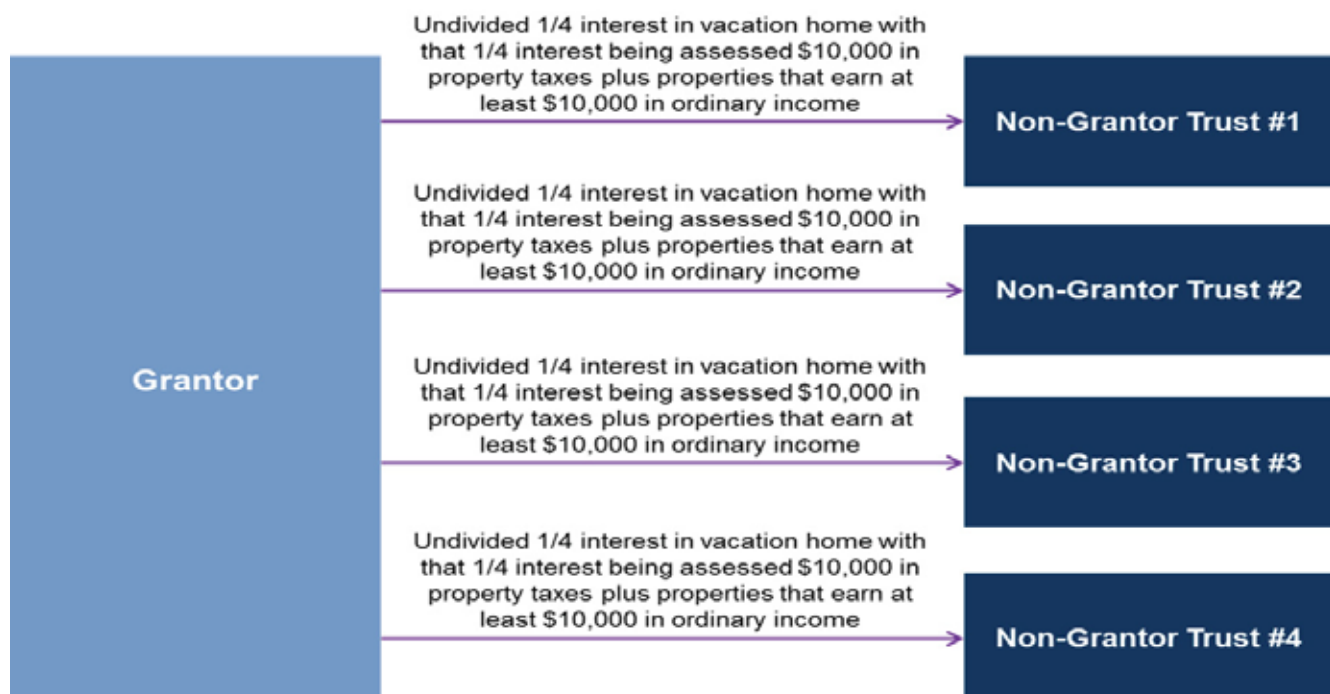 Undivided 1/4 interest in vacation home with
that 1/4 interest being assessed $10,000 in
property taxes plus properties that earn at
least $10,000 in ordinary income
Non-Grantor Trust #1
Undivided 1/4 interest in vacation home with
that 1/4 interest being assessed $10,000 in
property taxes plus properties that earn at
least $10,000 in ordinary income
Non-Grantor Trust #2
Grantor
Undivided 1/4 interest in vacation home with
that 1/4 interest being assessed $10,000 in
property taxes plus properties that earn at
least $10,000 in ordinary income
Non-Grantor Trust #3
Undivided 1/4 interest in vacation home with
that 1/4 interest being assessed $10,000 in
property taxes plus properties that earn at
least $10,000 in ordinary income
Non-Grantor Trust #4